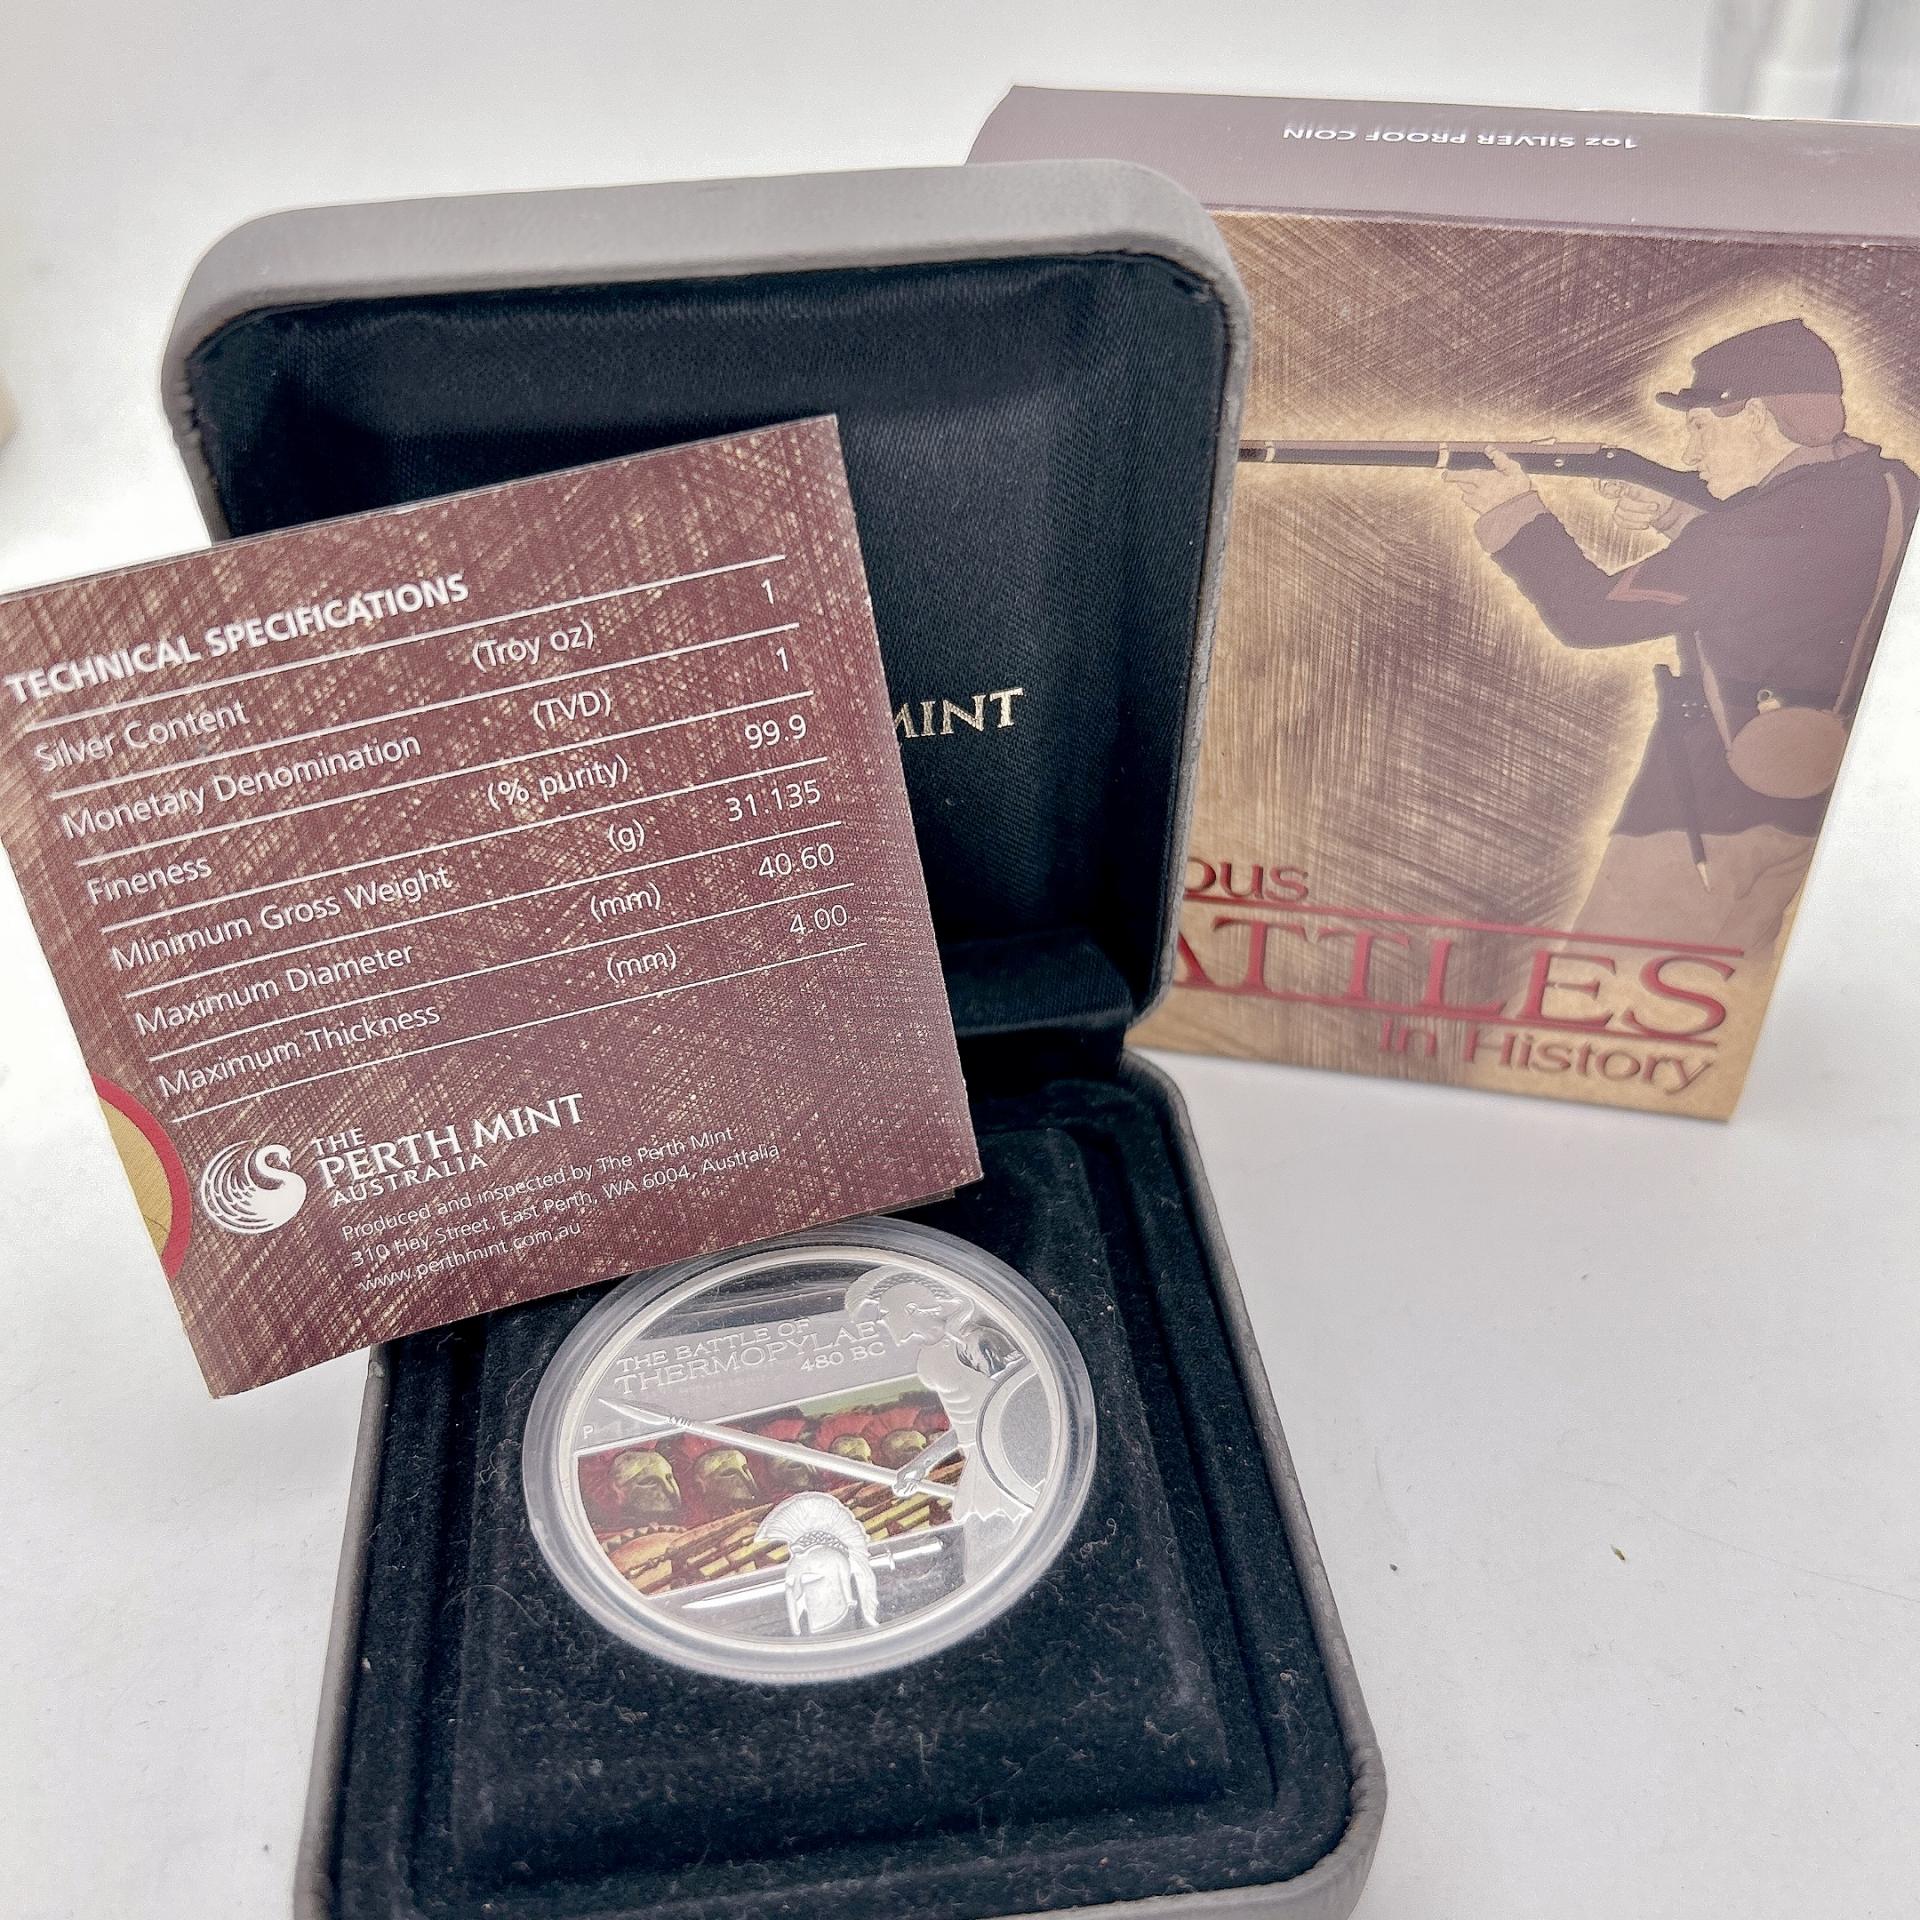 1oz SILVER PROOF COIN
TECHNICAL SPECIFICATIONS
Silver Content (Troy oz) 1
Monetary Denomination (TVD) 1
Fineness (% purity) 99.9
Minimum Gross Weight (g) 31.135
Maximum Diameter (mm) 40.60
Maximum Thickness (mm) 4.00
THE
PERTH MINT
AUSTRALIA
Produced and inspected by The Perth Mint
310 Hay Street, East Perth, WA 6004, Australia
www.perthmint.com.au
MINT
OUS
ATTLES
In History
THE BATTLE OF
THERMOPYLAE
480 BC
P